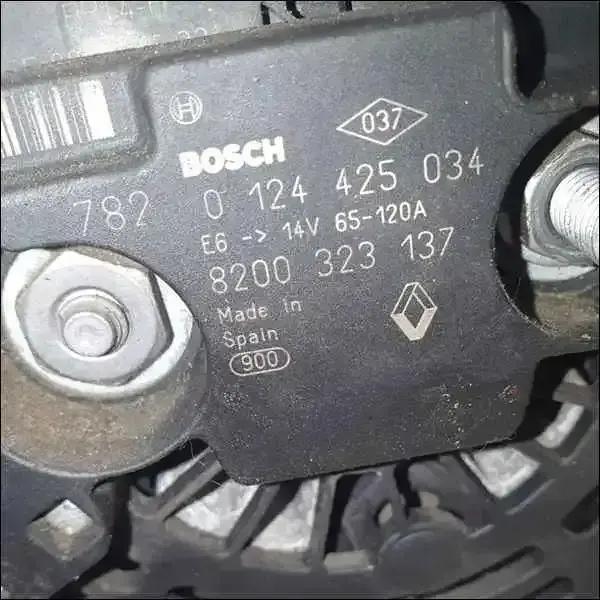 037
BOSCH
782 0 124 425 034
E6 -> 14V 65-120A
8200 323 137
Made in
Spain
900